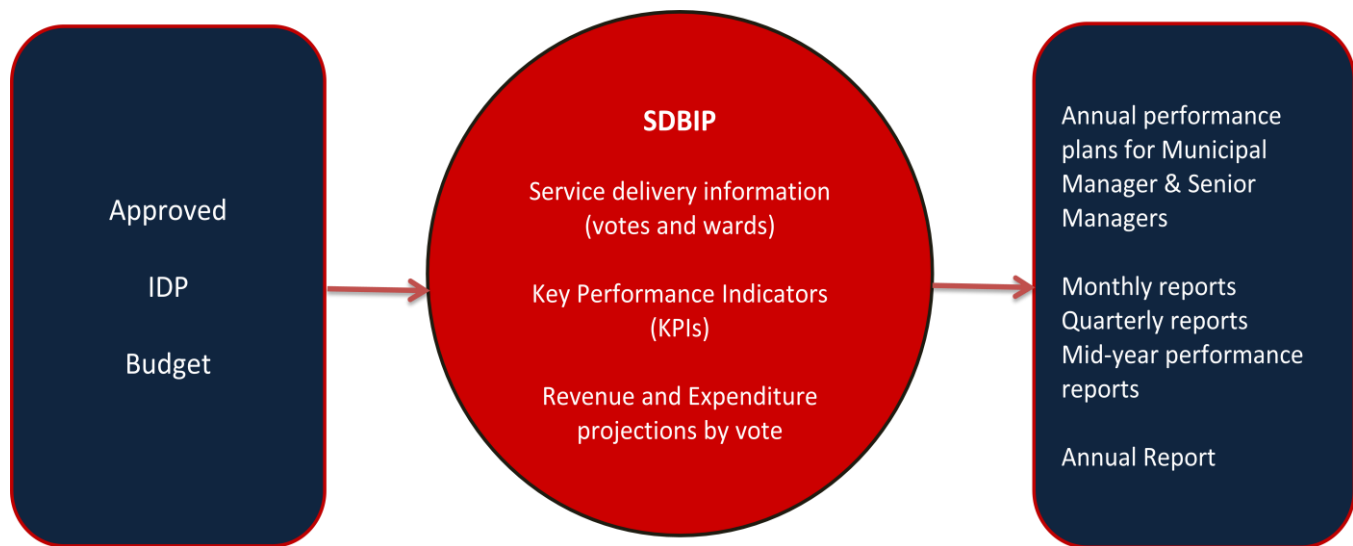 Approved
IDP
Budget
SDBIP
Service delivery information
(votes and wards)
Key Performance Indicators
(KPIs)
Revenue and Expenditure
projections by vote
Annual performance
plans for Municipal
Manager & Senior
Managers
Monthly reports
Quarterly reports
Mid-year performance
reports
Annual Report